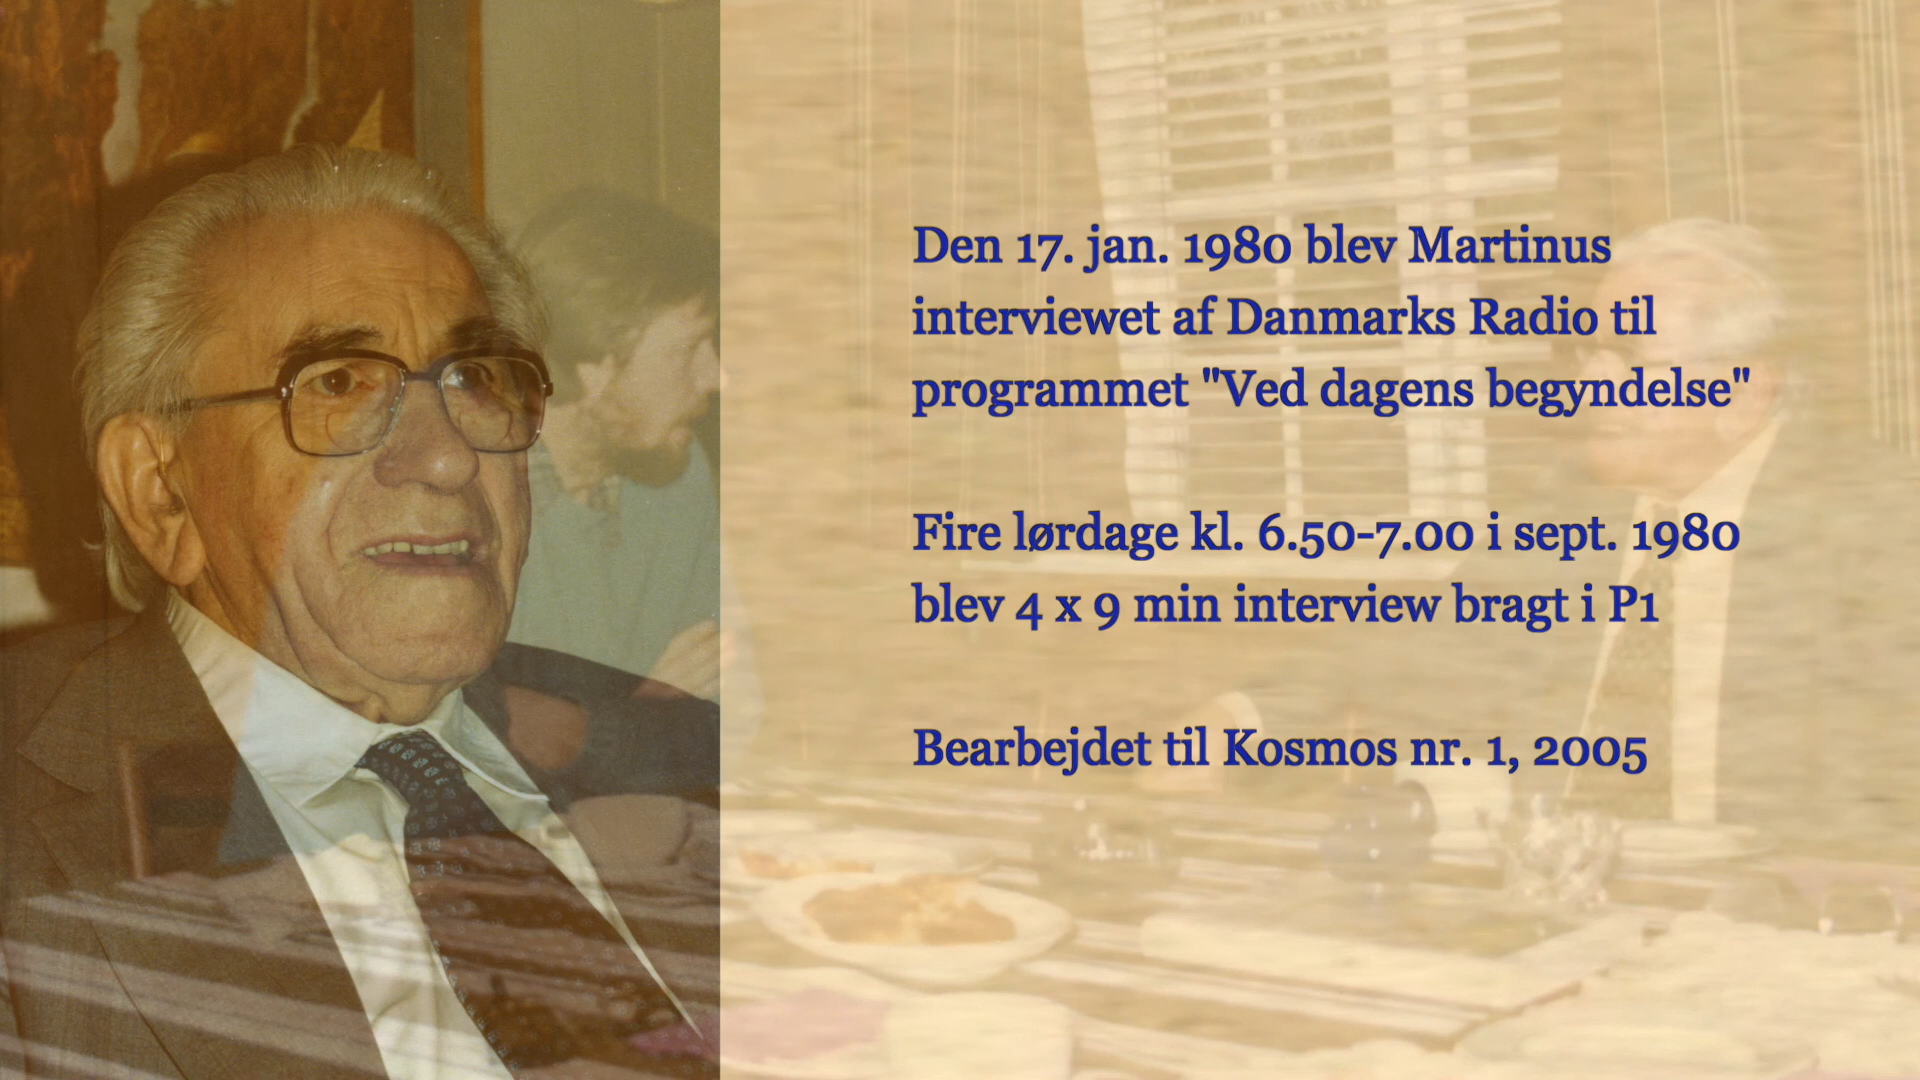 Den 17. jan. 1980 blev Martinus
interviewet af Danmarks Radio til
programmet "Ved dagens begyndelse"
Fire lørdage kl. 6.50-7.00 i sept. 1980
blev 4 x 9 min interview bragt i P1
Bearbejdet til Kosmos nr. 1, 2005